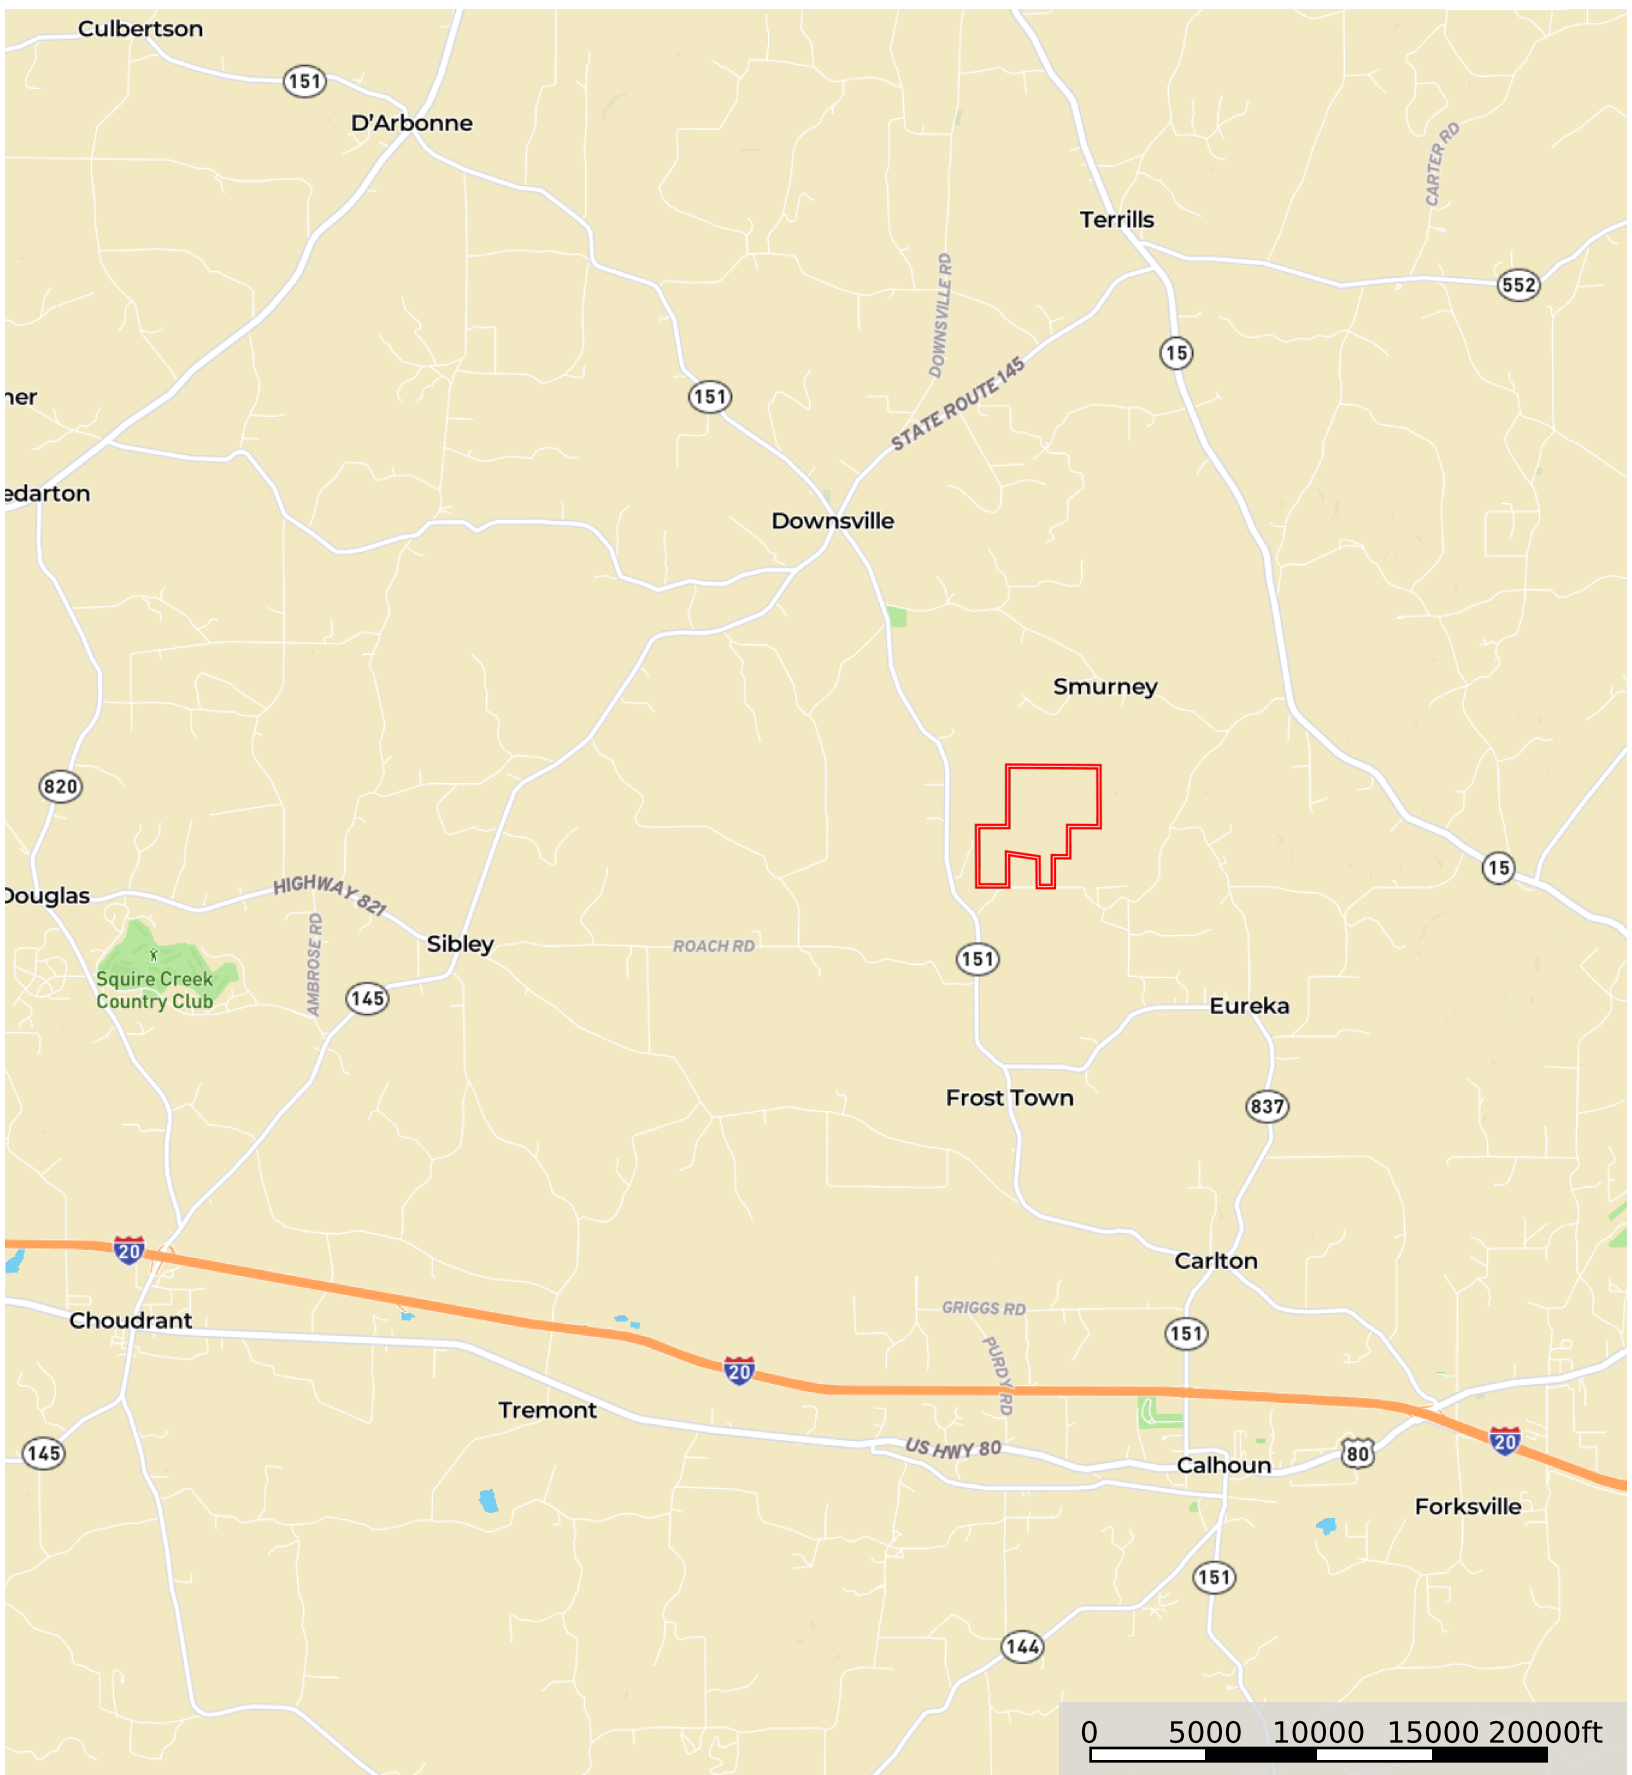 Culbertson
151
D'Arbonne
CARTER RD
Terrills
552
DOWNSVILLE RD
15
STATE ROUTE 145
ner
151
edarton
Downsville
Smurney
820
15
HIGHWAY 821
Douglas
AMBROSE RD
Sibley
ROACH RD
151
Squire Creek
Country Club
145
Eureka
Frost Town
837
20
Carlton
GRIGGS RD
Choudrant
151
PURDY RD
20
Tremont
US HWY 80
20
145
80
Calhoun
Forksville
151
144
0 5000 10000 15000 20000ft